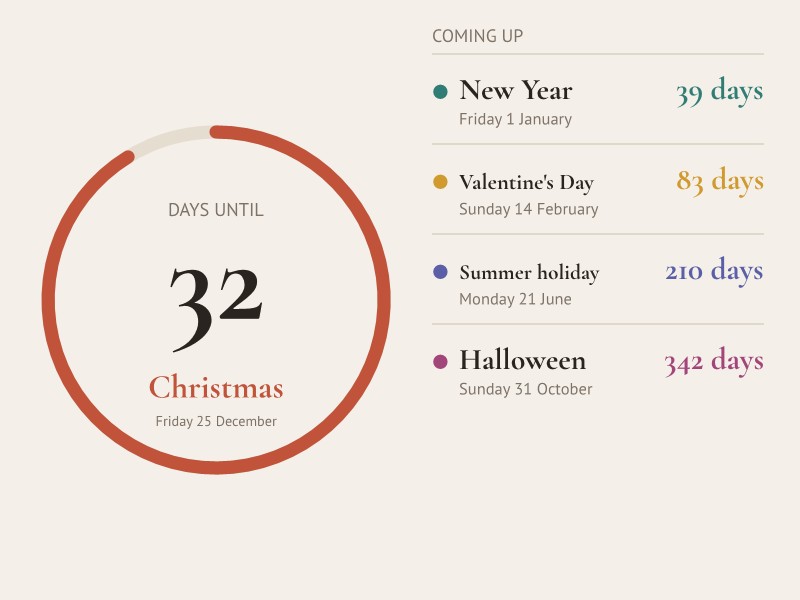 DAYS UNTIL
32
Christmas
Friday 25 December
COMING UP
New Year 39 days
Friday 1 January
Valentine's Day 83 days
Sunday 14 February
Summer holiday 210 days
Monday 21 June
Halloween 342 days
Sunday 31 October